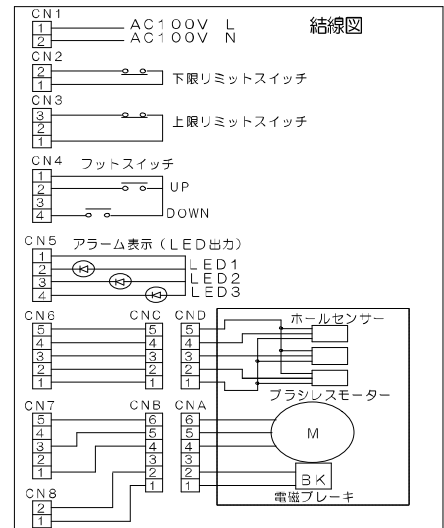 結線図
CN1
1 AC100V L
2 AC100V N
CN2
2
1
下限リミットスイッチ
CN3
3
2
1
上限リミットスイッチ
CN4 フットスイッチ
1
2
3
4
UP
DOWN
CN5 アラーム表示(LED出力)
1
2
3
4
LED1
LED2
LED3
CN6 CNC CND
5 5 5
4 4 4
3 3 3
2 2 2
1 1 1
ホールセンサー
ブラシレスモーター
CN7 CNB CNA
5 6 6
4 5 5
3 4 4
2 3 3
1 2 2
1 1
M
BK
電磁ブレーキ
CN8
2
1